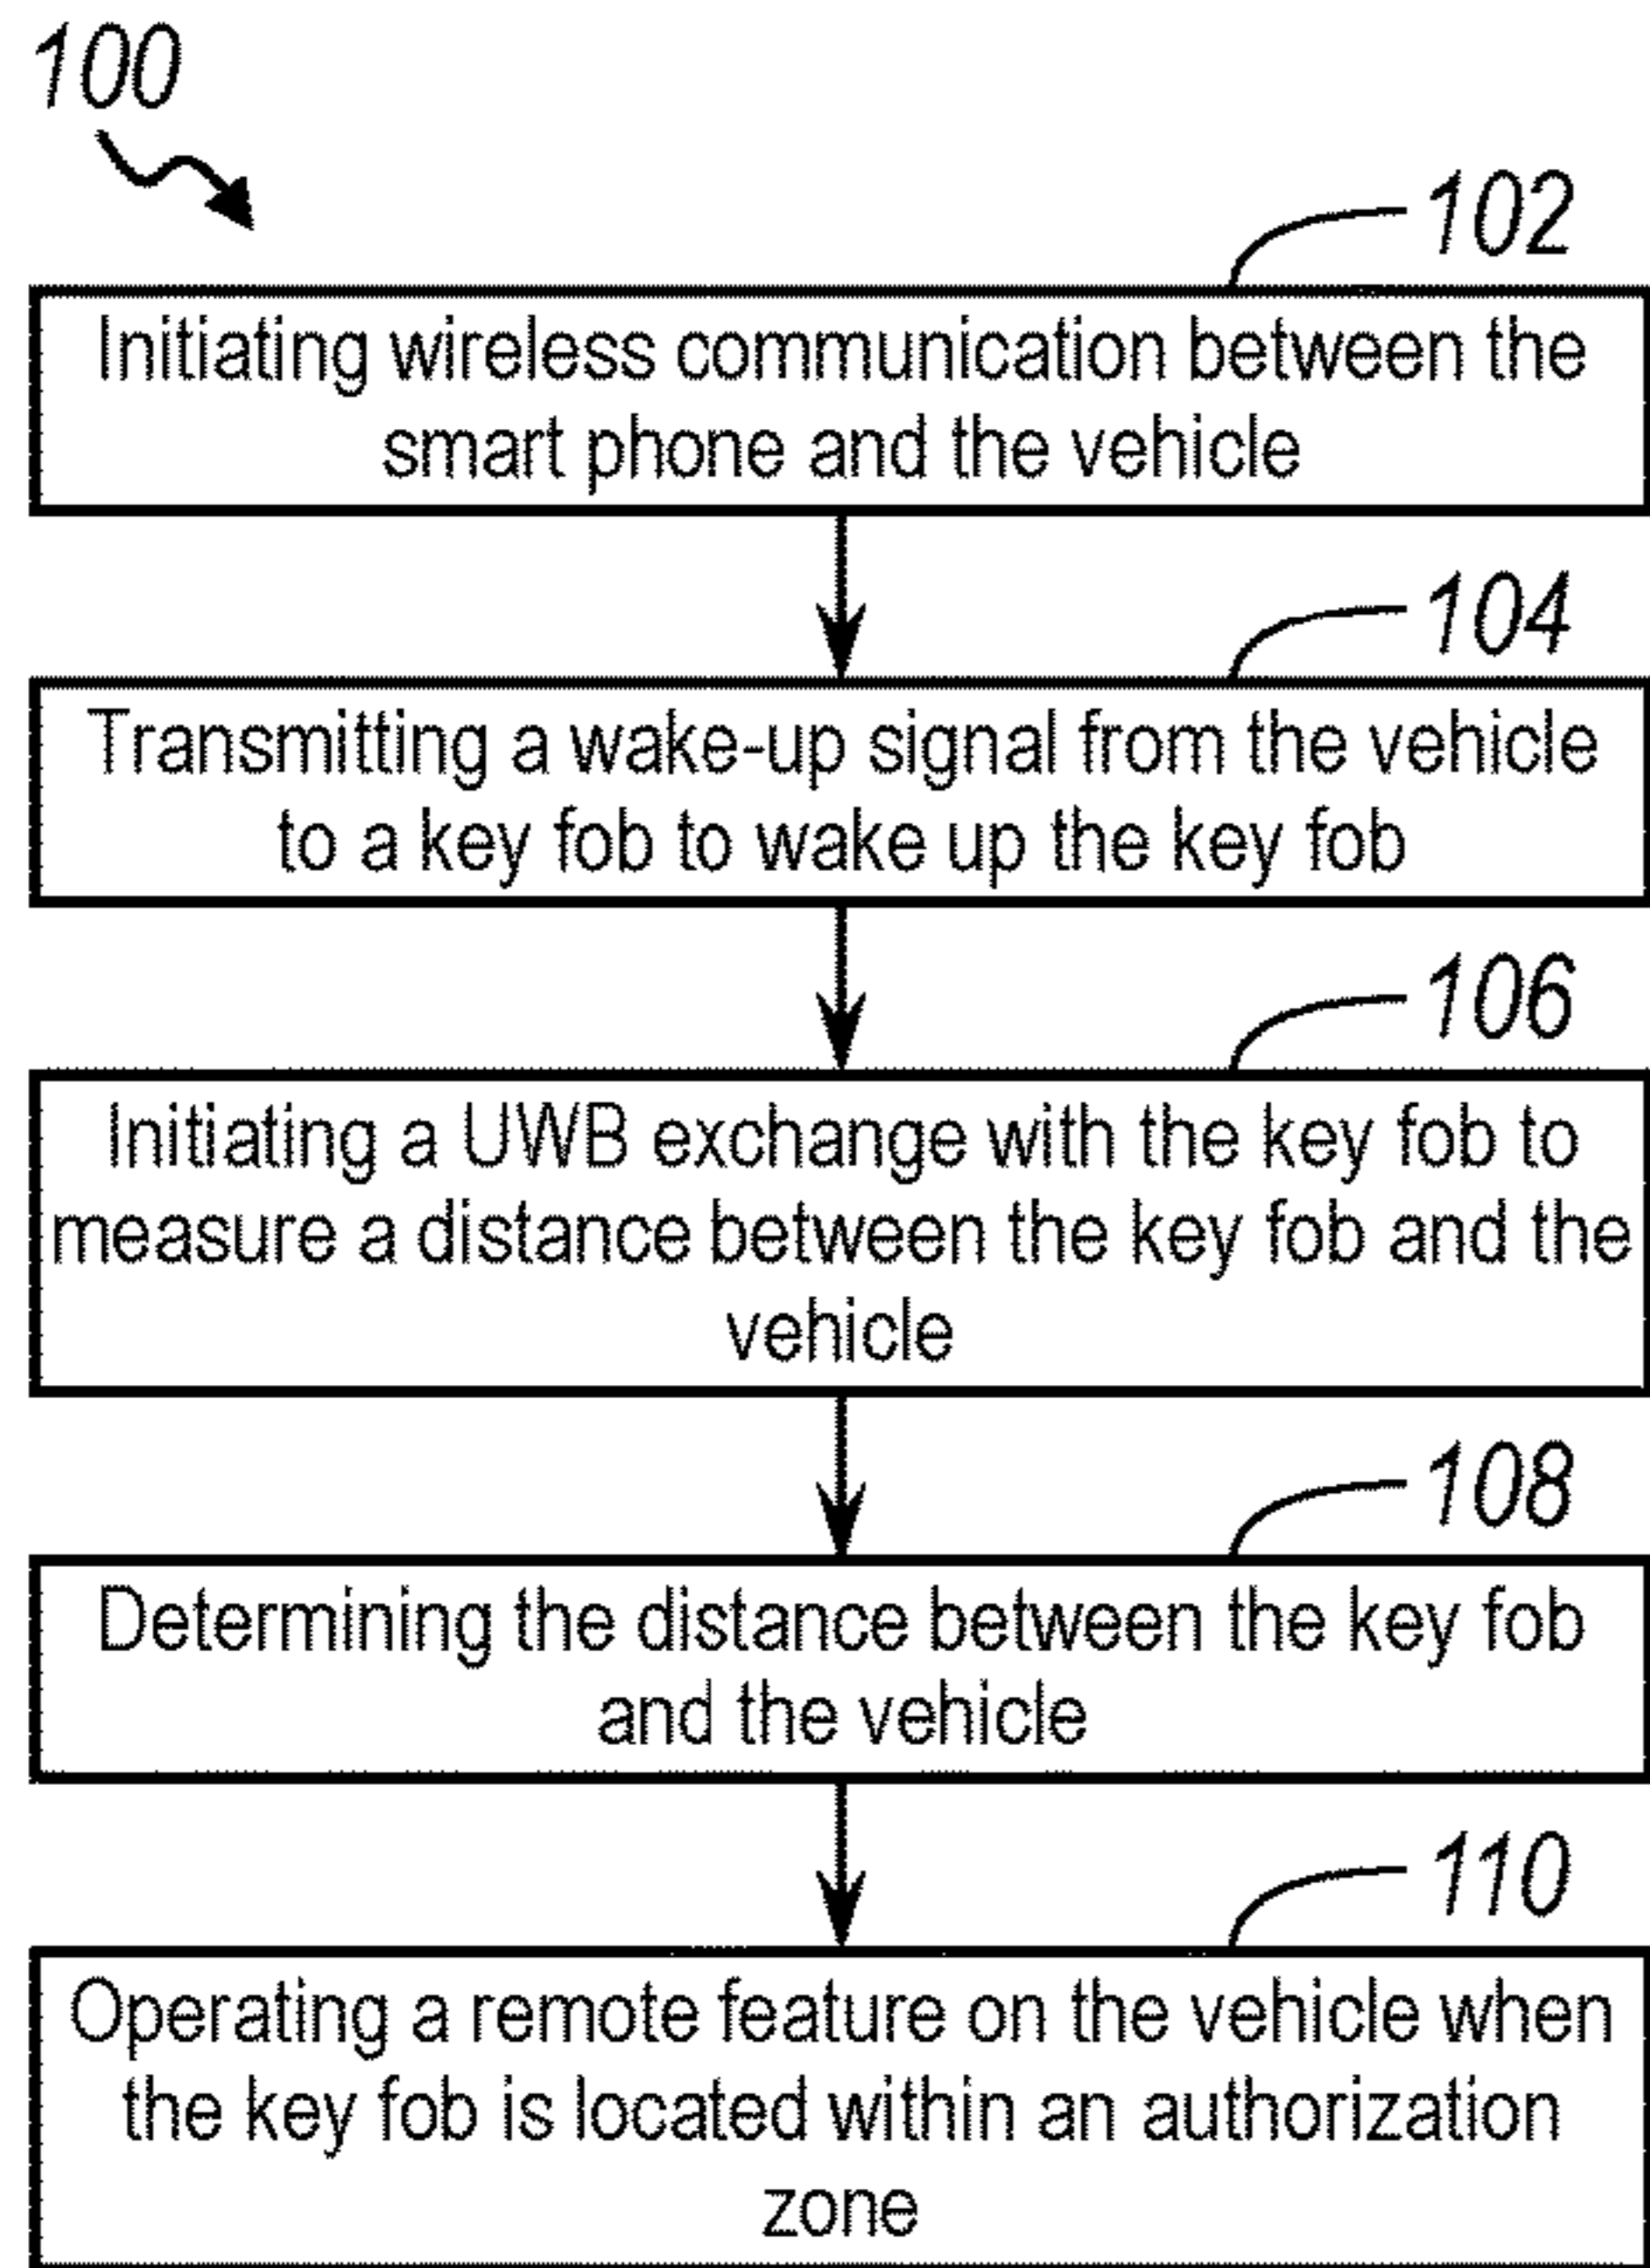 100
102
Initiating wireless communication between the
smart phone and the vehicle
104
Transmitting a wake-up signal from the vehicle
to a key fob to wake up the key fob
106
Initiating a UWB exchange with the key fob to
measure a distance between the key fob and the
vehicle
108
Determining the distance between the key fob
and the vehicle
110
Operating a remote feature on the vehicle when
the key fob is located within an authorization
zone